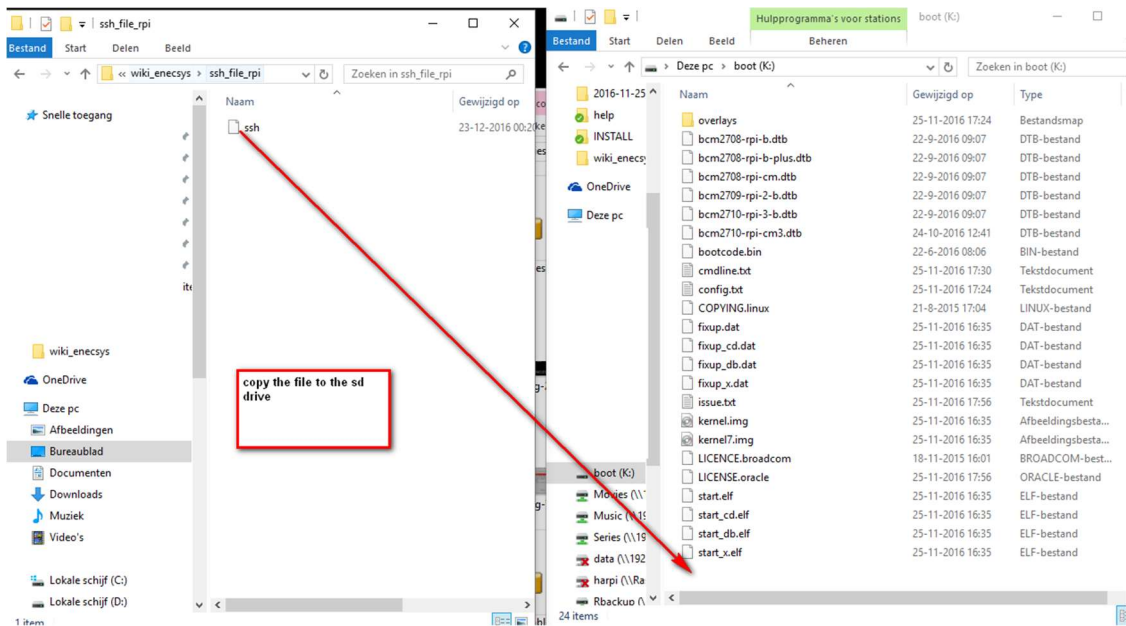 ssh_file_rpi
Bestand Start Delen Beeld
« wiki_enecsys > ssh_file_rpi
Zoeken in ssh_file_rpi
Snelle toegang
wiki_enecsys
OneDrive
Deze pc
Afbeeldingen
Bureaublad
Documenten
Downloads
Muziek
Video's
Lokale schijf (C:)
Lokale schijf (D:)
1 item
Naam Gewijzigd op
ssh 23-12-2016 00:2
copy the file to the sd
drive
Hulpprogramma's voor stations boot (K:)
Bestand Start Delen Beeld Beheren
Deze pc > boot (K:)
Zoeken in boot (K:)
2016-11-25
help
INSTALL
wiki_enecsy
OneDrive
Deze pc
boot (K:)
Movies (\\
Music (\\19
Series (\\19
data (\\192
harpi (\\Ra
Rbackup (\
24 items
Naam Gewijzigd op Type
overlays 25-11-2016 17:24 Bestandsmap
bcm2708-rpi-b.dtb 22-9-2016 09:07 DTB-bestand
bcm2708-rpi-b-plus.dtb 22-9-2016 09:07 DTB-bestand
bcm2708-rpi-cm.dtb 22-9-2016 09:07 DTB-bestand
bcm2709-rpi-2-b.dtb 22-9-2016 09:07 DTB-bestand
bcm2710-rpi-3-b.dtb 22-9-2016 09:07 DTB-bestand
bcm2710-rpi-cm3.dtb 24-10-2016 12:41 DTB-bestand
bootcode.bin 22-6-2016 08:06 BIN-bestand
cmdline.txt 25-11-2016 17:30 Tekstdocument
config.txt 25-11-2016 17:24 Tekstdocument
COPYING.linux 21-8-2015 17:04 LINUX-bestand
fixup.dat 25-11-2016 16:35 DAT-bestand
fixup_cd.dat 25-11-2016 16:35 DAT-bestand
fixup_db.dat 25-11-2016 16:35 DAT-bestand
fixup_x.dat 25-11-2016 16:35 DAT-bestand
issue.txt 25-11-2016 17:56 Tekstdocument
kernel.img 25-11-2016 16:35 Afbeeldingsbesta...
kernel7.img 25-11-2016 16:35 Afbeeldingsbesta...
LICENCE.broadcom 18-11-2015 16:01 BROADCOM-best...
LICENSE.oracle 25-11-2016 17:56 ORACLE-bestand
start.elf 25-11-2016 16:35 ELF-bestand
start_cd.elf 25-11-2016 16:35 ELF-bestand
start_db.elf 25-11-2016 16:35 ELF-bestand
start_x.elf 25-11-2016 16:35 ELF-bestand